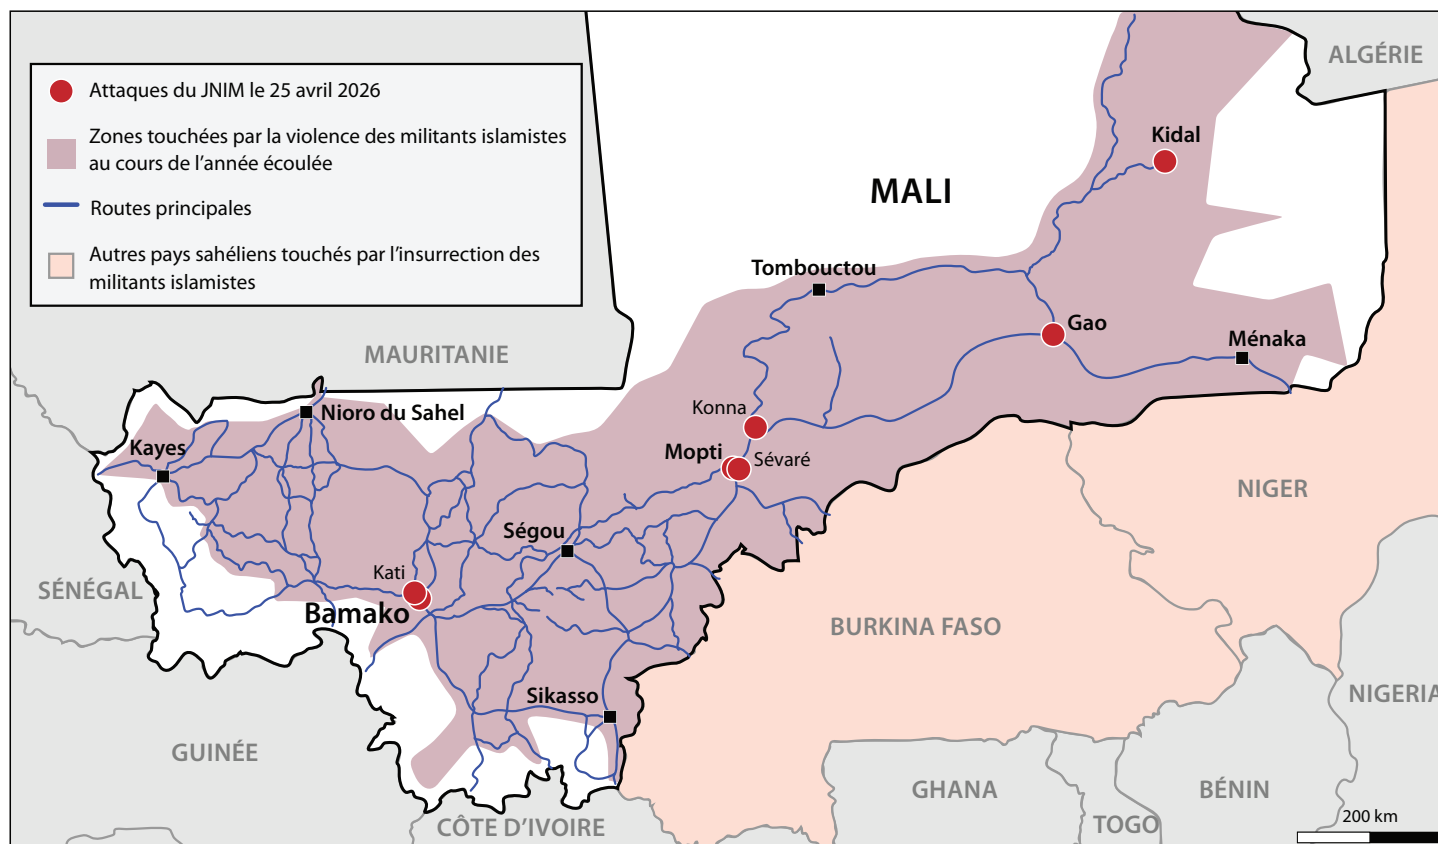 Attaques du JNIM le 25 avril 2026
Zones touchées par la violence des militants islamistes
au cours de l'année écoulée
Routes principales
Autres pays sahéliens touchés par l'insurrection des
militants islamistes
ALGÉRIE
Kidal
MALI
Tombouctou
Gao
Ménaka
MAURITANIE
Nioro du Sahel
Konna
Kayes
Mopti
Sévaré
NIGER
Ségou
Kati
SÉNÉGAL
Bamako
BURKINA FASO
Sikasso
NIGERIA
GUINÉE
GHANA
BÉNIN
CÔTE D'IVOIRE
TOGO
200 km